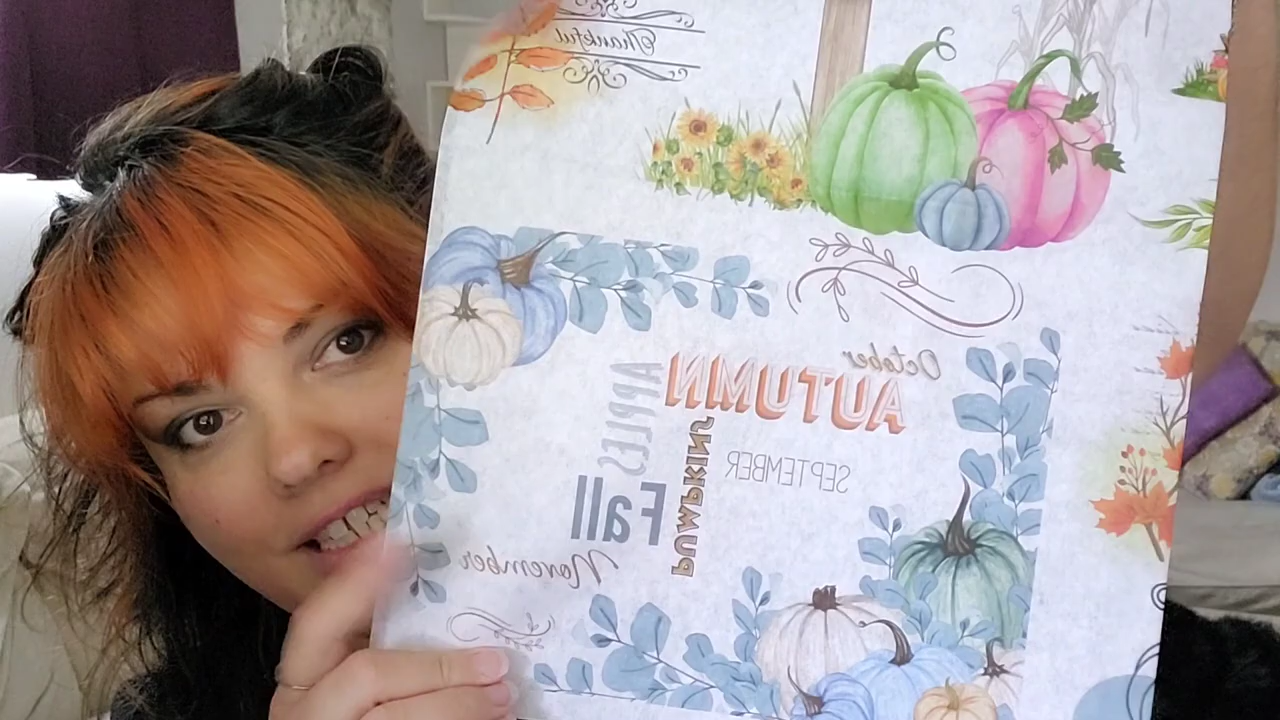 Thankful
October
AUTUMN
APPLES
PUMPKINS
SEPTEMBER
Fall
November